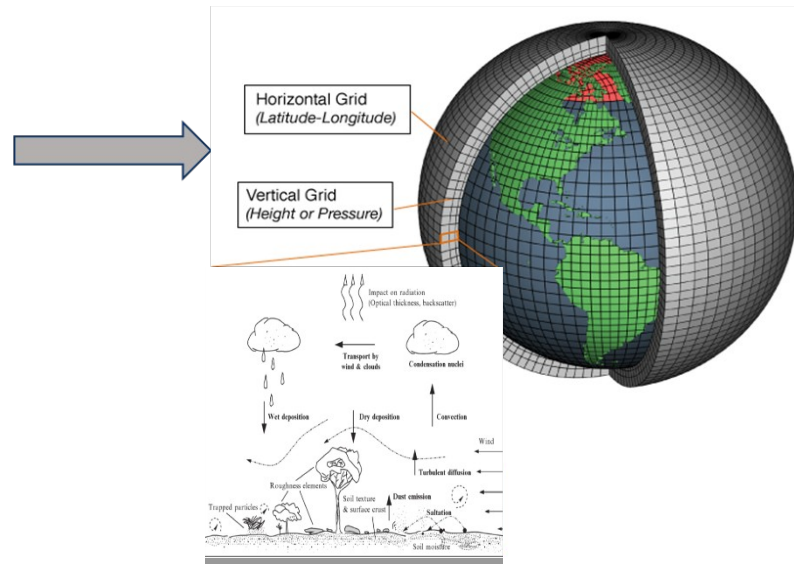 Horizontal Grid
(Latitude-Longitude)
Vertical Grid
(Height or Pressure)
Impact on radiation
(Optical thickness, backscatter)
Transport by
wind & clouds
Condensation nuclei
Wet deposition
Dry deposition
Convection
Wind
Turbulent diffusion
Roughness elements
Soil texture
& surface crust
Dust emission
Trapped particles
Saltation
Soil moisture